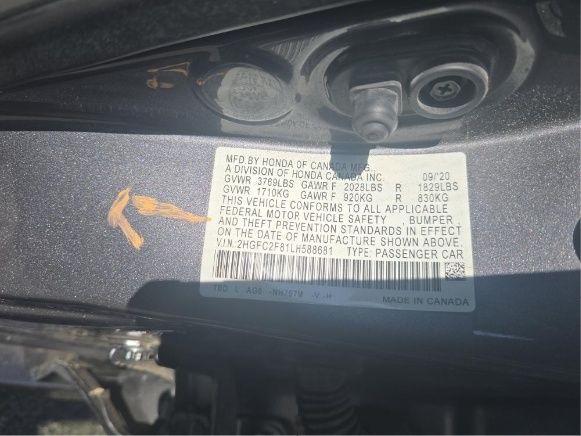 MFD. BY HONDA OF CANADA MFG.,
A DIVISION OF HONDA CANADA INC. 09/'20
GVWR 3769LBS GAWR F 2028LBS R 1829LBS
GVWR 1710KG GAWR F 920KG R 830KG
THIS VEHICLE CONFORMS TO ALL APPLICABLE
FEDERAL MOTOR VEHICLE SAFETY , BUMPER ,
AND THEFT PREVENTION STANDARDS IN EFFECT
ON THE DATE OF MANUFACTURE SHOWN ABOVE.
V.I.N. 2HGFC2F81LH588681 TYPE: PASSENGER CAR
NH797M
MADE IN CANADA